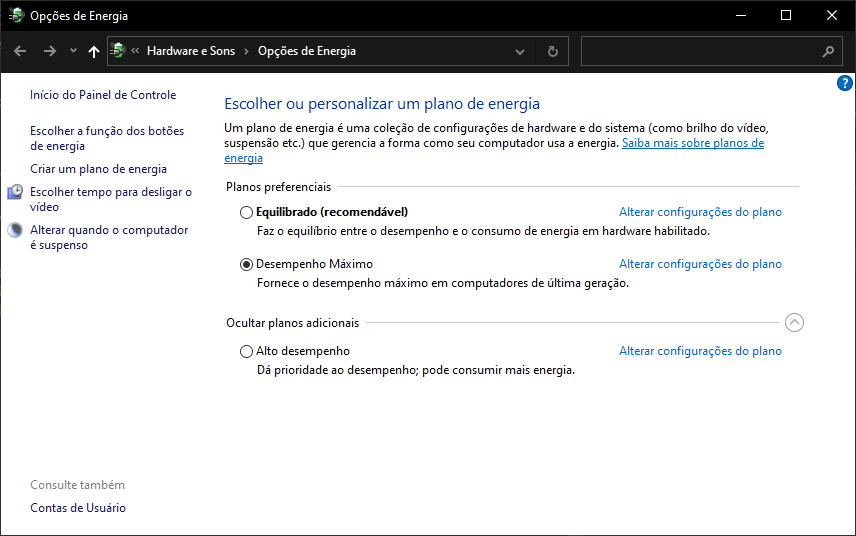 Opções de Energia
Hardware e Sons
Opções de Energia
?
Início do Painel de Controle
Escolher a função dos botões
de energia
Criar um plano de energia
Escolher tempo para desligar o
vídeo
Alterar quando o computador
é suspenso
Consulte também
Contas de Usuário
Escolher ou personalizar um plano de energia
Um plano de energia é uma coleção de configurações de hardware e do sistema (como brilho do vídeo,
suspensão etc.) que gerencia a forma como seu computador usa a energia. Saiba mais sobre planos de
energia
Planos preferenciais
Equilibrado (recomendável) Alterar configurações do plano
Faz o equilíbrio entre o desempenho e o consumo de energia em hardware habilitado.
Desempenho Máximo Alterar configurações do plano
Fornece o desempenho máximo em computadores de última geração.
Ocultar planos adicionais
Alto desempenho Alterar configurações do plano
Dá prioridade ao desempenho; pode consumir mais energia.